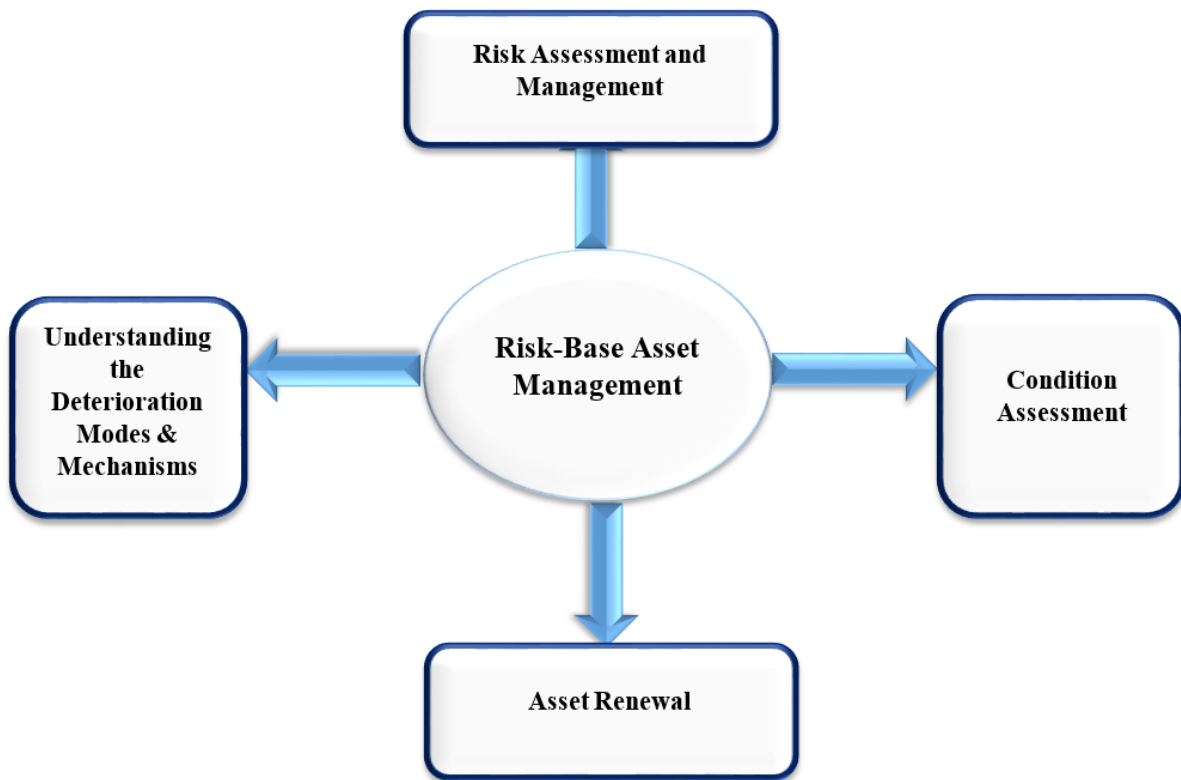 Risk Assessment and
Management
Understanding
the
Deterioration
Modes &
Mechanisms
Risk-Base Asset
Management
Condition
Assessment
Asset Renewal